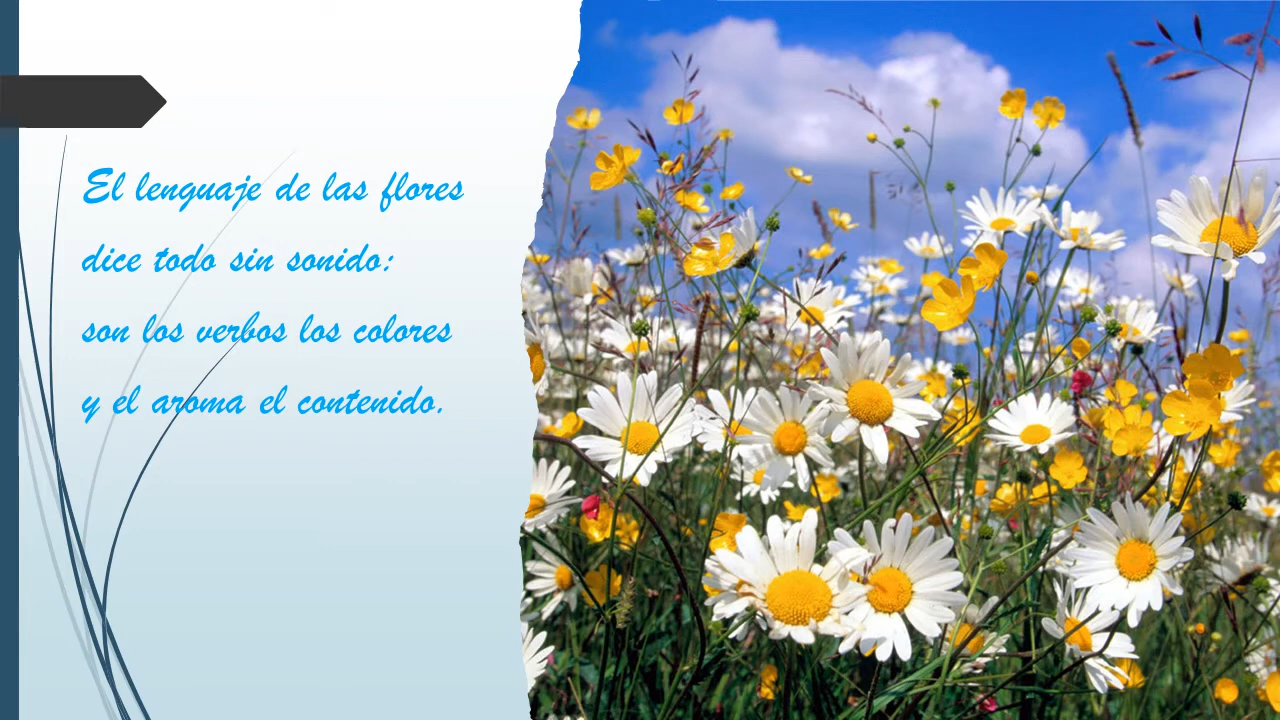 El lenguaje de las flores
dice todo sin sonido:
son los verbos los colores
y el aroma el contenido.